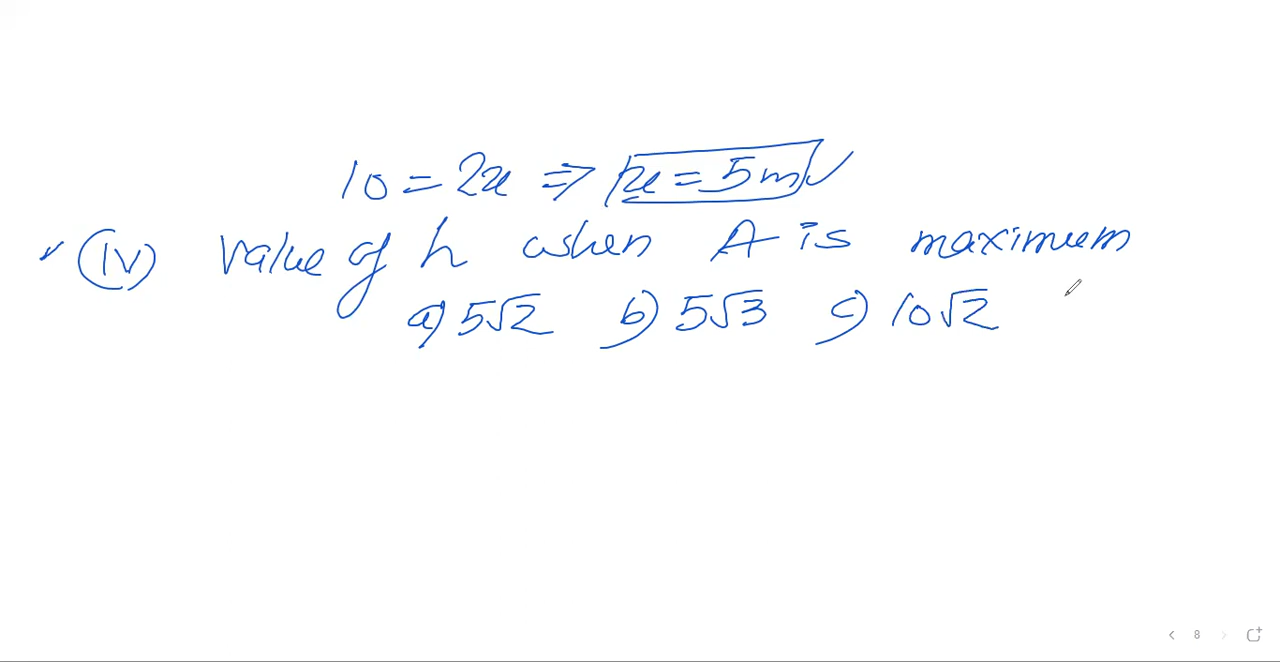 10 = 2x ⇒ x = 5m ✓
✓ (iv) value of h when A is maximum
a) 5√2 b) 5√3 c) 10√2
8